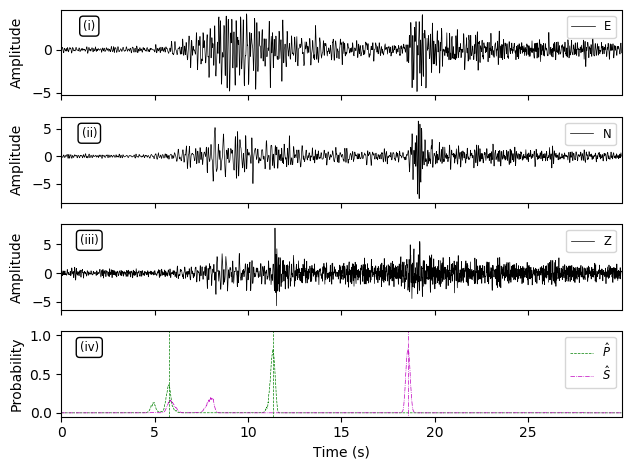 (i)
E
Amplitude
0
−5
(ii)
N
Amplitude
5
0
−5
(iii)
Z
Amplitude
5
0
−5
(iv)
P̂
Ŝ
Probability
1.0
0.5
0.0
0 5 10 15 20 25
Time (s)